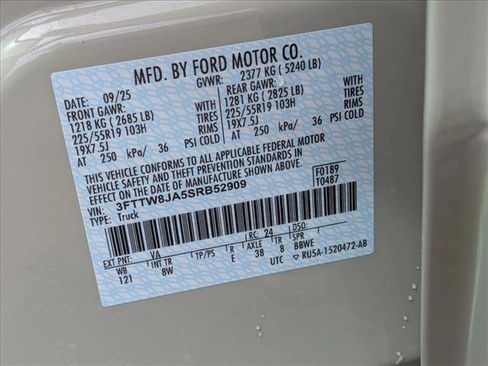 MFD. BY FORD MOTOR CO.
DATE: 09/25 GVWR: 2377 KG ( 5240 LB)
FRONT GAWR: REAR GAWR:
1218 KG ( 2685 LB) WITH 1281 KG ( 2825 LB) WITH
225/55R19 103H TIRES 225/55R19 103H TIRES
19X7.5J RIMS 19X7.5J RIMS
AT 250 kPa/ 36 PSI COLD AT 250 kPa/ 36 PSI COLD
THIS VEHICLE CONFORMS TO ALL APPLICABLE FEDERAL MOTOR
VEHICLE SAFETY AND THEFT PREVENTION STANDARDS IN
EFFECT ON THE DATE OF MANUFACTURE SHOWN ABOVE
VIN: 3FTTW8JA5SRB52909 F0189
TYPE: Truck T0487
EXT PNT: VA RC: 24 DSO:
WB INT TR TP/PS R AXLE TR SPR
121 8W E 38 8 BBWE
UTC ▽ RU5A-1520472-AB